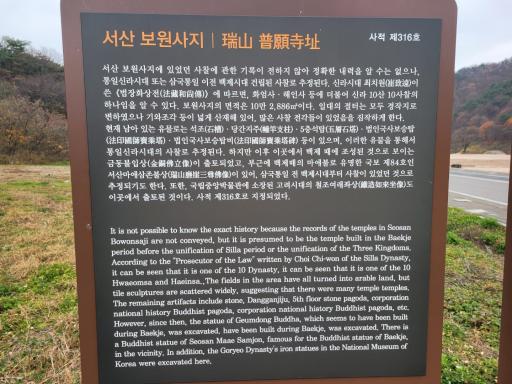 서산 보원사지 | 瑞山 普願寺址 사적 제316호
서산 보원사지에 있었던 사찰에 관한 기록이 전하지 않아 정확한 내력을 알 수는 없으나,
통일신라시대 또는 삼국통일 이전 백제시대 건립된 사찰로 추정된다. 신라시대 최치원(崔致遠)이
쓴 《법장화상전(法藏和尙傳)》에 따르면, 화엄사 · 해인사 등에 더불어 신라 10산 10사찰의
하나임을 알 수 있다. 보원사지의 면적은 10만 2,886㎡이다. 일대의 절터는 모두 경작지로
변하였으나 기와조각 등이 넓게 산재해 있어, 많은 사찰 전각들이 있었음을 짐작하게 한다.
현재 남아 있는 유물로는 석조(石槽) · 당간지주(幢竿支柱) · 5층석탑(五層石塔) · 법인국사보승탑
(法印國師寶乘塔) · 법인국사보승탑비(法印國師寶乘塔碑) 등이 있으며, 이러한 유물을 통해서
통일신라시대의 사찰로 추정된다. 하지만 이후 이곳에서 백제 때에 조성된 것으로 보이는
금동불입상(金銅佛立像)이 출토되었고, 부근에 백제때의 마애불로 유명한 국보 제84호인
서산마애삼존불상(瑞山磨崖三尊佛像)이 있어, 삼국통일 전 백제시대부터 사찰이 있었던 것으로
추정되기도 한다. 또한, 국립중앙박물관에 소장된 고려시대의 철조여래좌상(鐵造如來坐像)도
이곳에서 출토된 것이다. 사적 제316호로 지정되었다.
It is not possible to know the exact history because the records of the temples in Seosan
Bowonsaji are not conveyed, but it is presumed to be the temple built in the Baekje
period before the unification of Silla period or the unification of the Three Kingdoms.
According to the "Prosecutor of the Law" written by Choi Chi-won of the Silla Dynasty,
it can be seen that it is one of the 10 Dynasty, it can be seen that it is one of the 10
Hwaeomsa and Haeinsa.,The fields in the area have all turned into arable land, but
tile sculptures are scattered widely, suggesting that there were many temple temples.
The remaining artifacts include stone, Dangganjiju, 5th floor stone pagoda, corporation
national history Buddhist pagoda, corporation national history Buddhist pagoda, etc.
However, since then, the statue of Geumdong Buddha, which seems to have been built
during Baekje, was excavated, have been built during Baekje, was excavated, There is
a Buddhist statue of Seosan Maae Samjon, famous for the Buddhist statue of Baekje,
in the vicinity, In addition, the Goryeo Dynasty's iron statues in the National Museum of
Korea were excavated here.